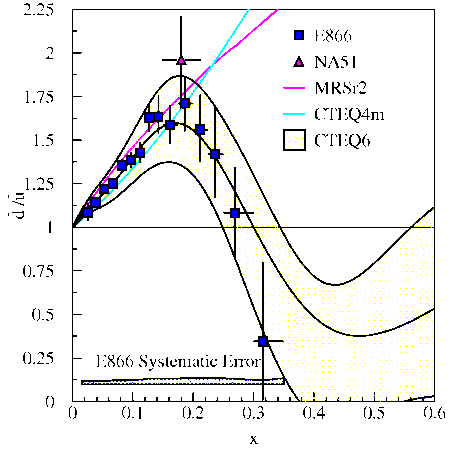 2.25
2
1.75
1.5
1.25
1
0.75
0.5
0.25
0
d̄/ū
E866
NA51
MRSr2
CTEQ4m
CTEQ6
E866 Systematic Error
0 0.1 0.2 0.3 0.4 0.5 0.6
x